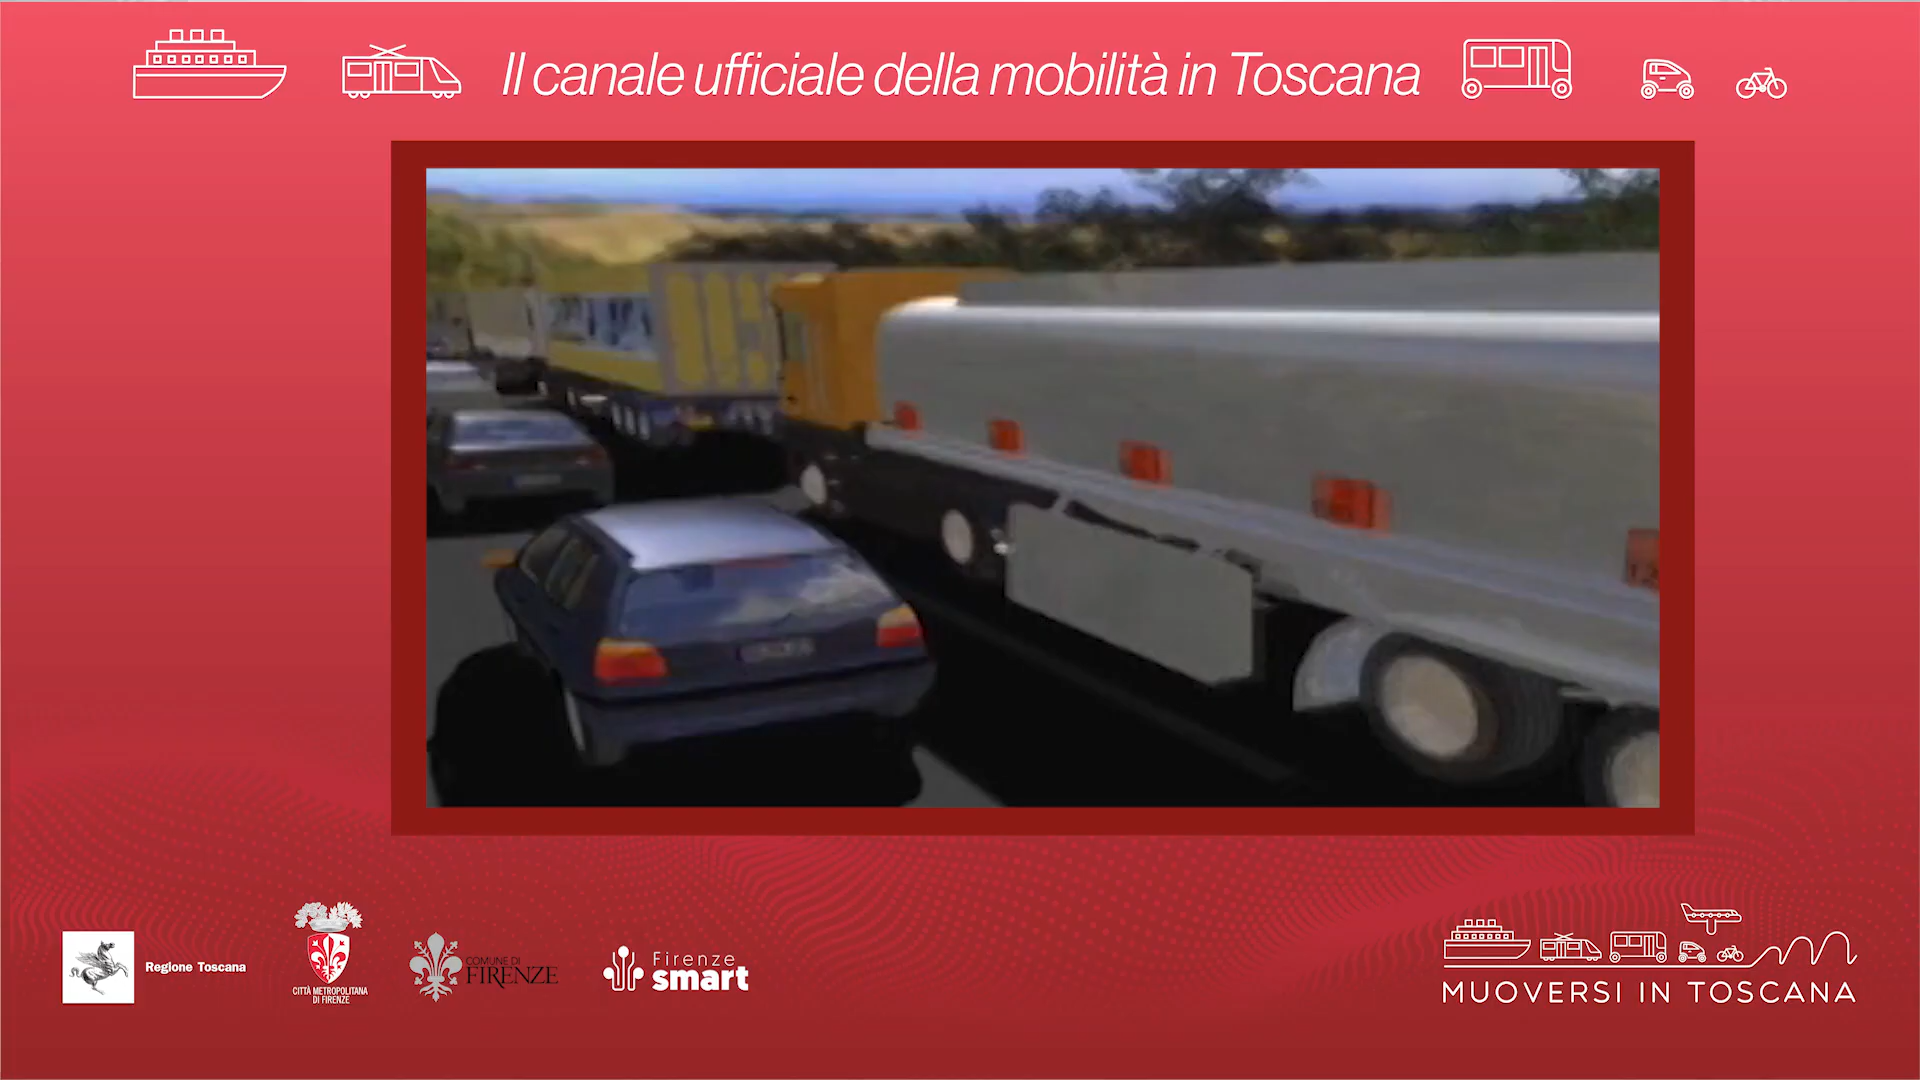 Il canale ufficiale della mobilità in Toscana
Regione Toscana
CITTÀ METROPOLITANA
DI FIRENZE
COMUNE DI
FIRENZE
Firenze
smart
MUOVERSI IN TOSCANA